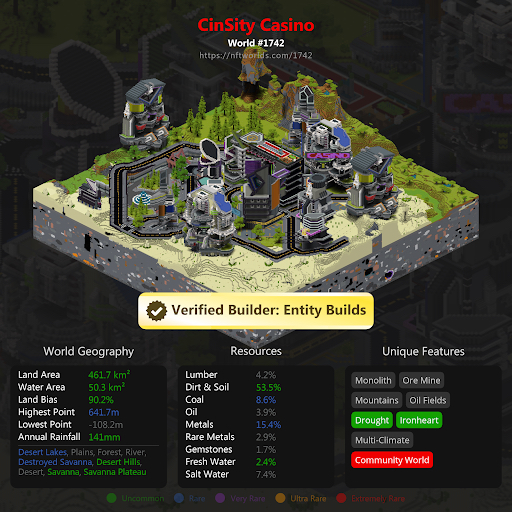 CinSity Casino
World #1742
https://nftworlds.com/1742
CASINO
Verified Builder: Entity Builds
World Geography
Land Area 461.7 km²
Water Area 50.3 km²
Land Bias 90.2%
Highest Point 641.7m
Lowest Point -108.2m
Annual Rainfall 141mm
Desert Lakes, Plains, Forest, River,
Destroyed Savanna, Desert Hills,
Desert, Savanna, Savanna Plateau
Resources
Lumber 4.2%
Dirt & Soil 53.5%
Coal 8.6%
Oil 3.9%
Metals 15.4%
Rare Metals 2.9%
Gemstones 1.7%
Fresh Water 2.4%
Salt Water 7.4%
Unique Features
Monolith Ore Mine
Mountains Oil Fields
Drought Ironheart
Multi-Climate
Community World
Uncommon Rare Very Rare Ultra Rare Extremely Rare